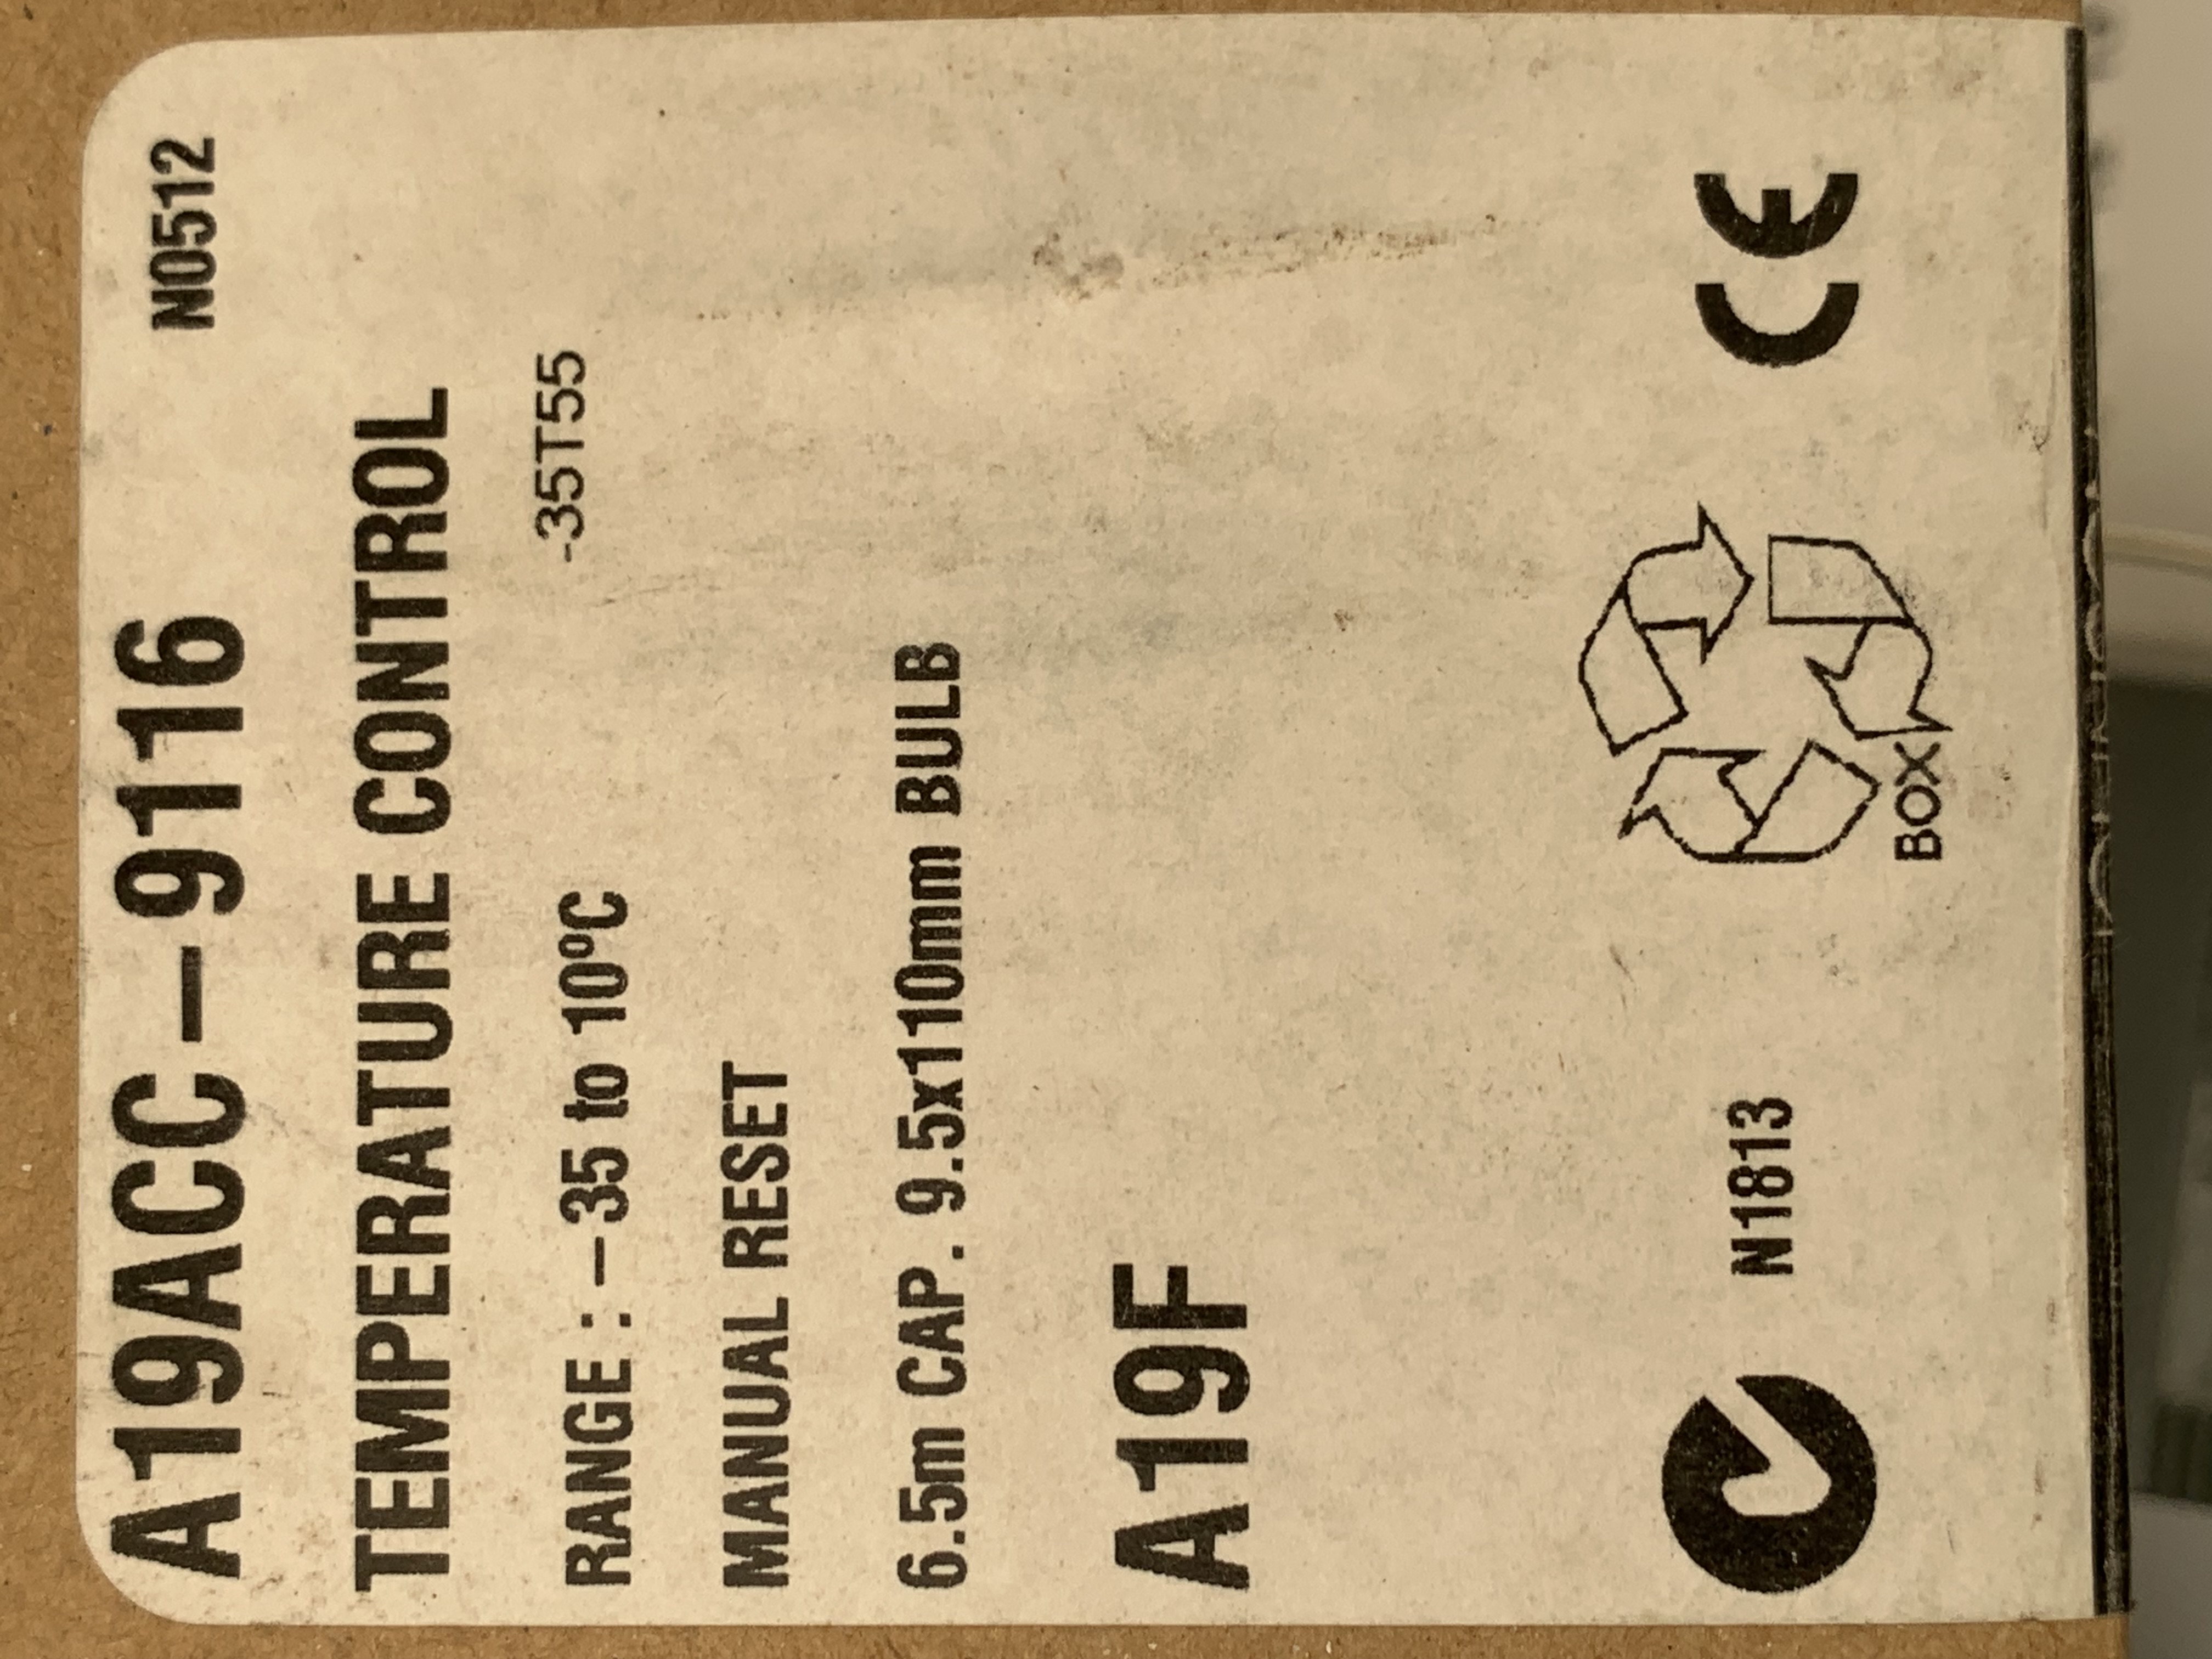 A19ACC–9116 N0512
TEMPERATURE CONTROL
-35T55
RANGE : –35 to 10ºC
MANUAL RESET
6.5m CAP. 9.5x110mm BULB
A19F
N1813
BOX
CE